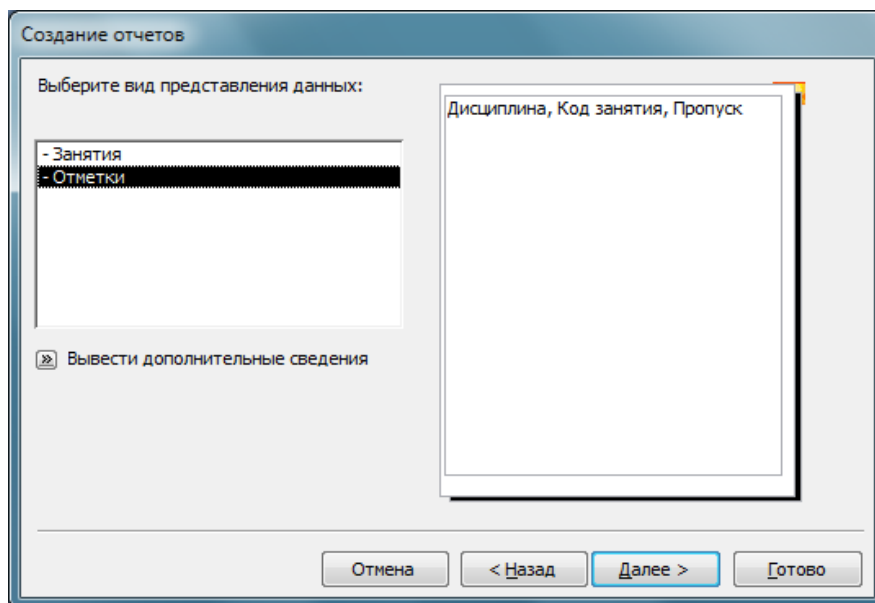 Создание отчетов
Выберите вид представления данных:
- Занятия
- Отметки
Вывести дополнительные сведения
Дисциплина, Код занятия, Пропуск
Отмена
< Назад
Далее >
Готово